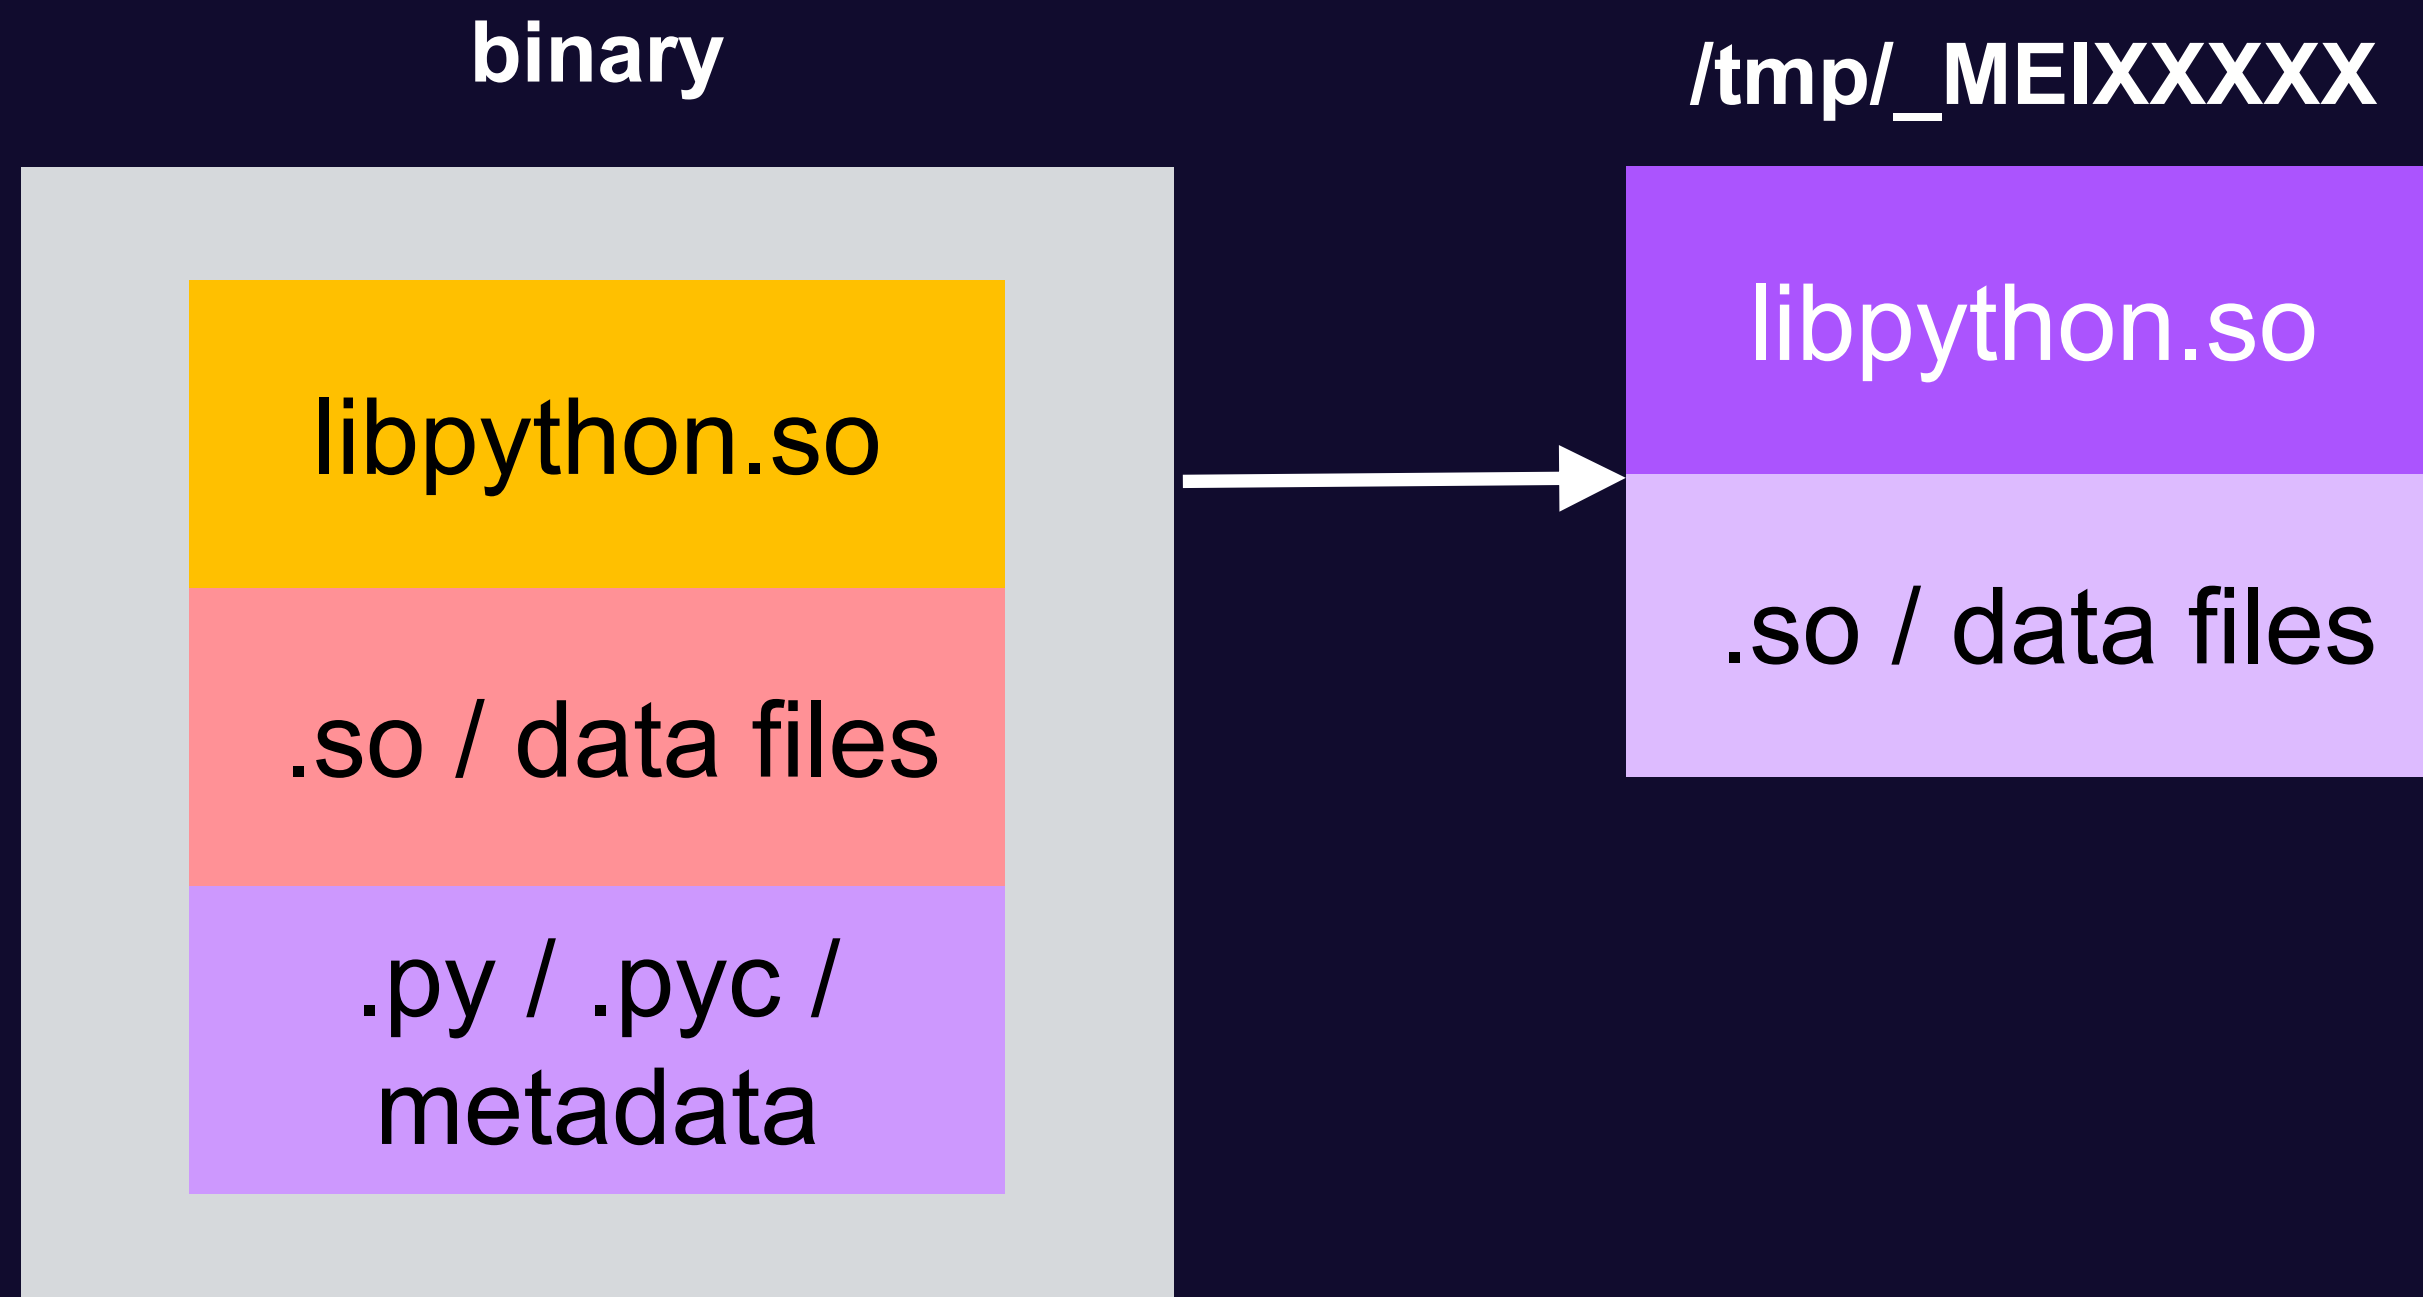 binary
/tmp/_MEIXXXXX
libpython.so
.so / data files
.py / .pyc /
metadata
libpython.so
.so / data files